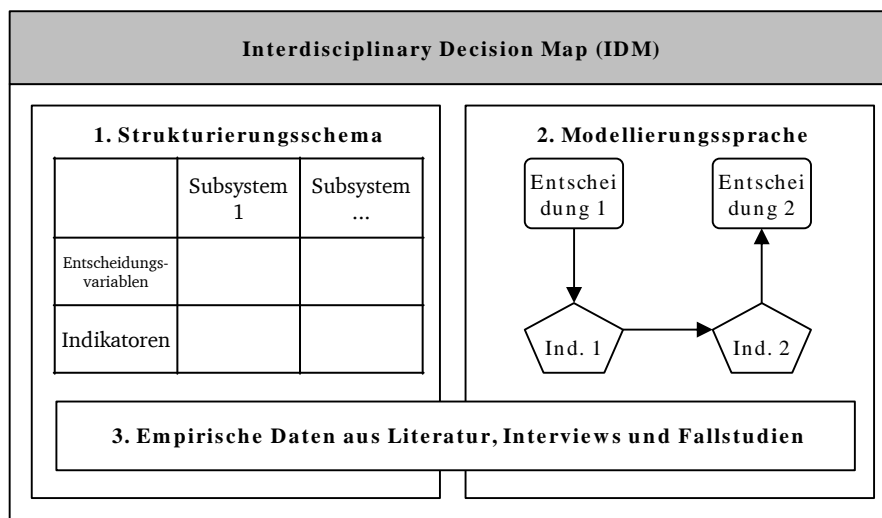 Interdisciplinary Decision Map (IDM)
1. Strukturierungsschema
Subsystem
1
Subsystem
...
Entscheidungs-
variablen
Indikatoren
2. Modellierungssprache
Entschei
dung 1
Entschei
dung 2
Ind. 1
Ind. 2
3. Empirische Daten aus Literatur, Interviews und Fallstudien